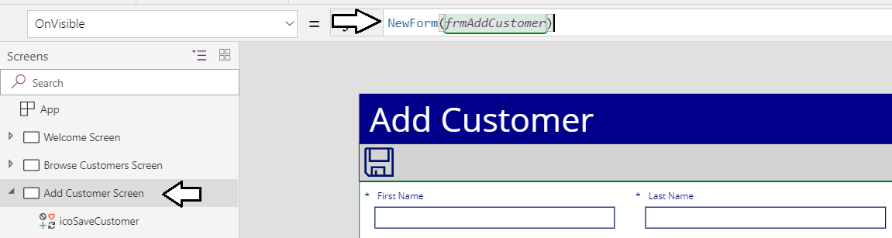 OnVisible = NewForm(frmAddCustomer)
Screens
Search
App
Welcome Screen
Browse Customers Screen
Add Customer Screen
icoSaveCustomer
Add Customer
* First Name * Last Name